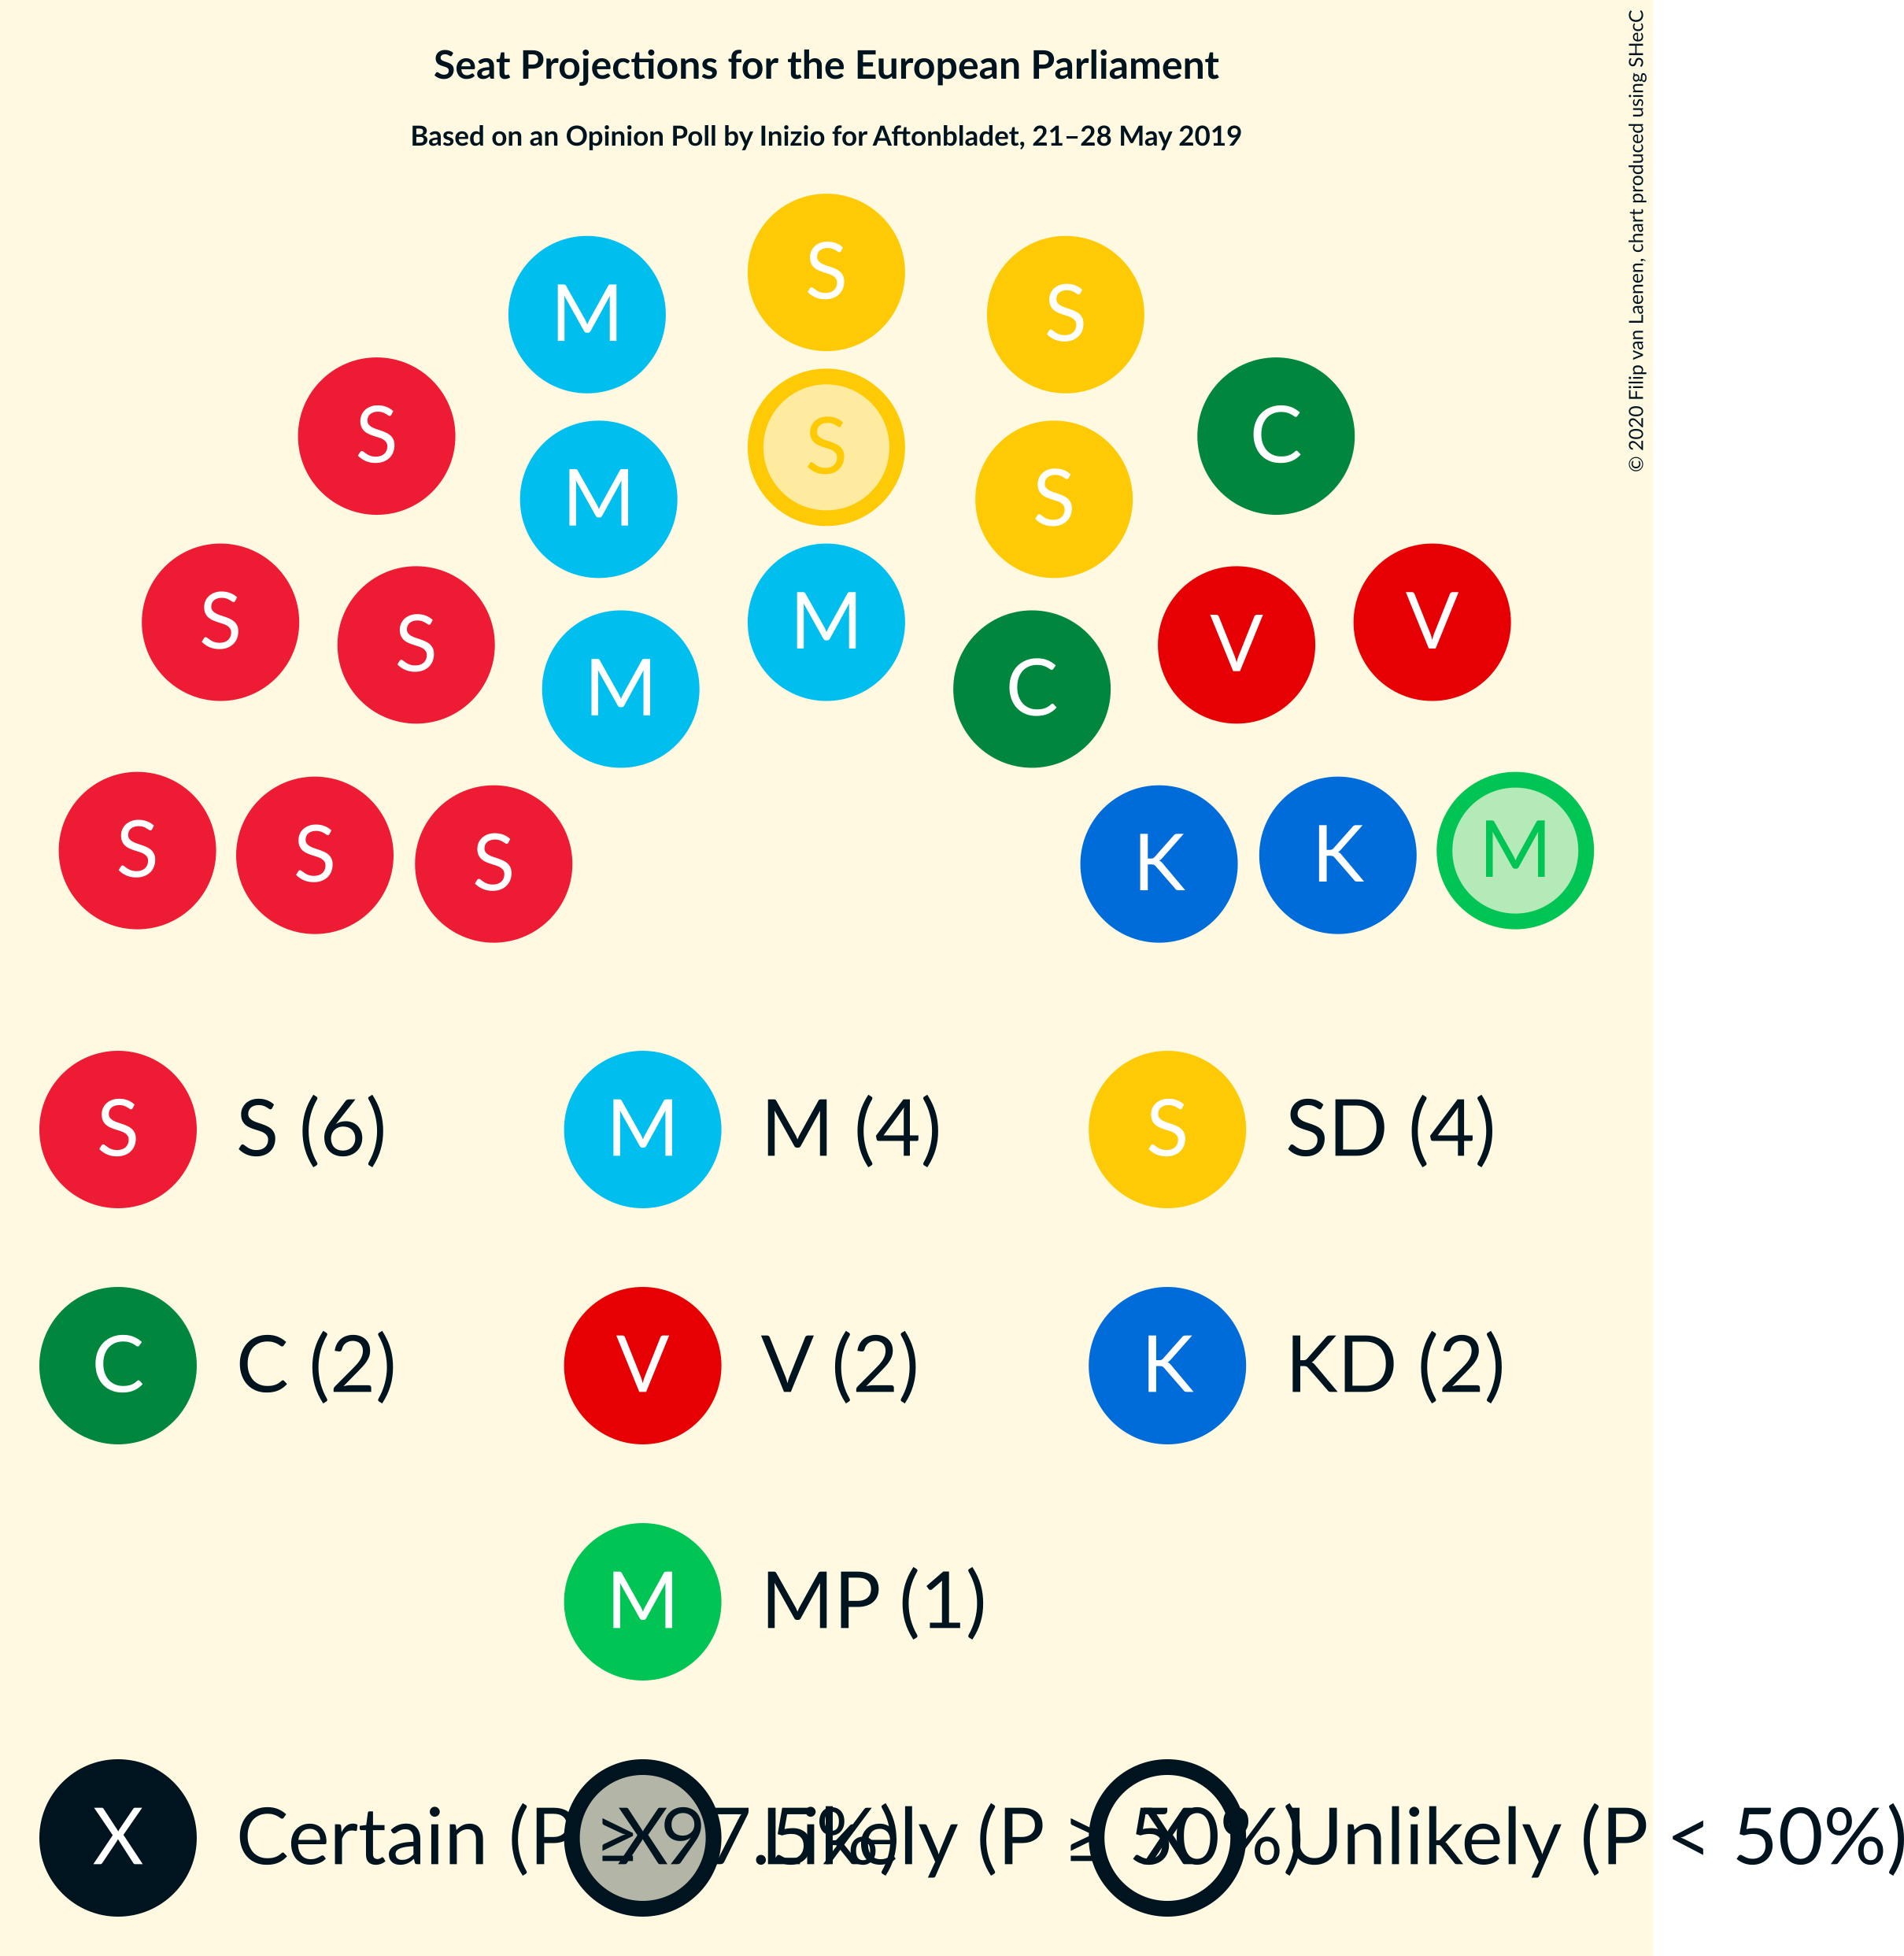 Seat Projections for the European Parliament
Based on an Opinion Poll by Inizio for Aftonbladet, 21–28 May 2019
© 2020 Filip van Laenen, chart produced using SHecC
S
M S
S
S C
M S
M
S V
S V
M C
S K
S K
S M
S S (6) M M (4) S SD (4)
C C (2) V V (2) K KD (2)
M MP (1)
X Certain (P ≥ 97.5%) X Likely (P ≥ 50%) X Unlikely (P < 50%)